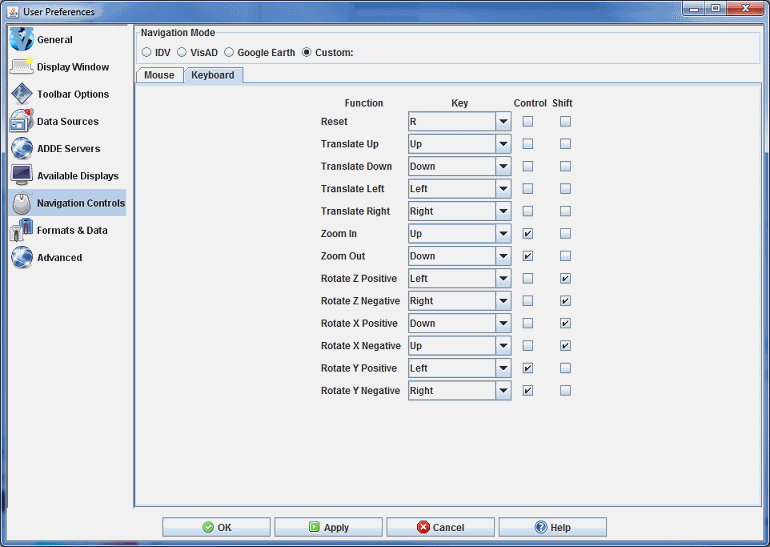 User Preferences
General
Display Window
Toolbar Options
Data Sources
ADDE Servers
Available Displays
Navigation Controls
Formats & Data
Advanced
Navigation Mode
IDV VisAD Google Earth Custom:
Mouse Keyboard
Function Key Control Shift
Reset R
Translate Up Up
Translate Down Down
Translate Left Left
Translate Right Right
Zoom In Up
Zoom Out Down
Rotate Z Positive Left
Rotate Z Negative Right
Rotate X Positive Down
Rotate X Negative Up
Rotate Y Positive Left
Rotate Y Negative Right
OK Apply Cancel Help